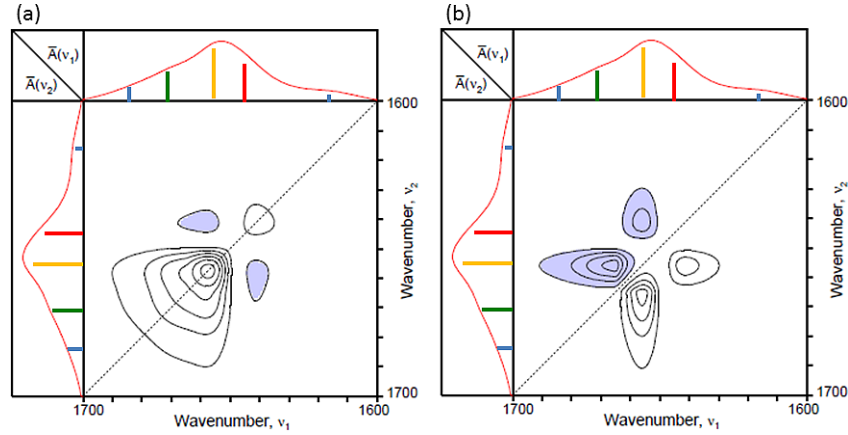 (a)
A̅(ν₁)
A̅(ν₂)
1600
Wavenumber, ν₂
1700
1700
1600
Wavenumber, ν₁
(b)
A̅(ν₁)
A̅(ν₂)
1600
Wavenumber, ν₂
1700
1700
1600
Wavenumber, ν₁